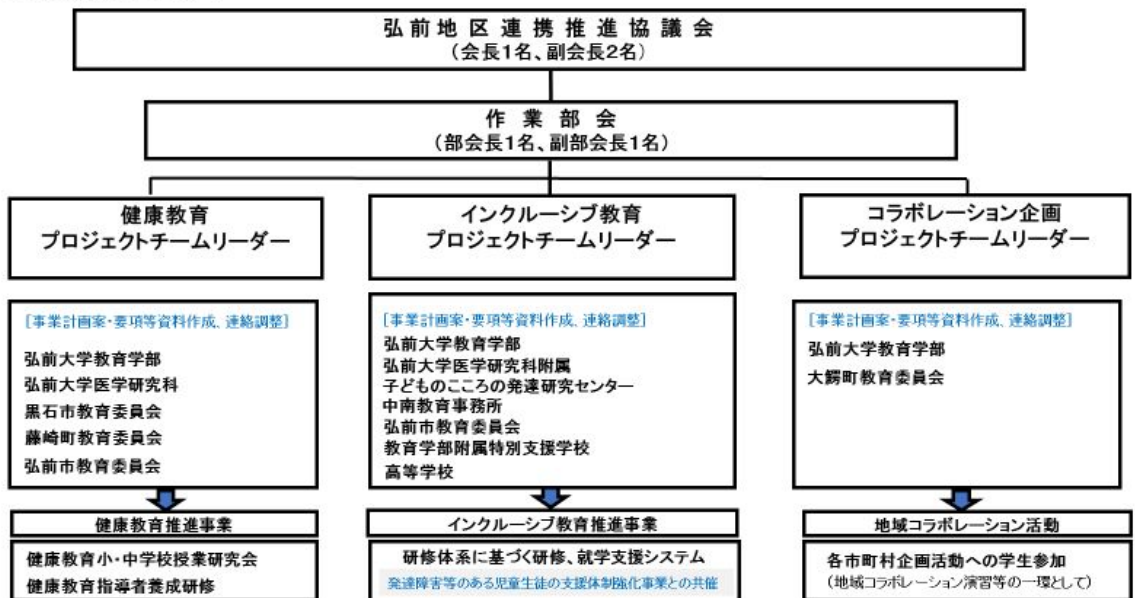 弘前地区連携推進協議会
(会長1名、副会長2名)
作業部会
(部会長1名、副部会長1名)
健康教育
プロジェクトチームリーダー
[事業計画案・要項等資料作成、連絡調整]
弘前大学教育学部
弘前大学医学研究科
黒石市教育委員会
藤崎町教育委員会
弘前市教育委員会
健康教育推進事業
健康教育小・中学校授業研究会
健康教育指導者養成研修
インクルーシブ教育
プロジェクトチームリーダー
[事業計画案・要項等資料作成、連絡調整]
弘前大学教育学部
弘前大学医学研究科附属
子どものこころの発達研究センター
中南教育事務所
弘前市教育委員会
教育学部附属特別支援学校
高等学校
インクルーシブ教育推進事業
研修体系に基づく研修、就学支援システム
発達障害等のある児童生徒の支援体制強化事業との共催
コラボレーション企画
プロジェクトチームリーダー
[事業計画案・要項等資料作成、連絡調整]
弘前大学教育学部
大鰐町教育委員会
地域コラボレーション活動
各市町村企画活動への学生参加
(地域コラボレーション演習等の一環として)